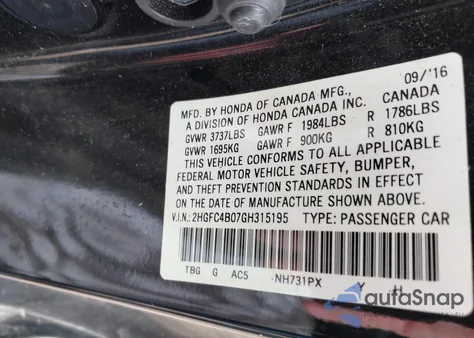 09/'16
MFD. BY HONDA OF CANADA MFG., CANADA
A DIVISION OF HONDA CANADA INC.
GVWR 3737LBS GAWR F 1984LBS R 1786LBS
GVWR 1695KG GAWR F 900KG R 810KG
THIS VEHICLE CONFORMS TO ALL APPLICABLE
FEDERAL MOTOR VEHICLE SAFETY, BUMPER,
AND THEFT PREVENTION STANDARDS IN EFFECT
ON THE DATE OF MANUFACTURE SHOWN ABOVE.
V.I.N.: 2HGFC4B07GH315195 TYPE: PASSENGER CAR
TBG G AC5 -NH731PX Y
autaSnap